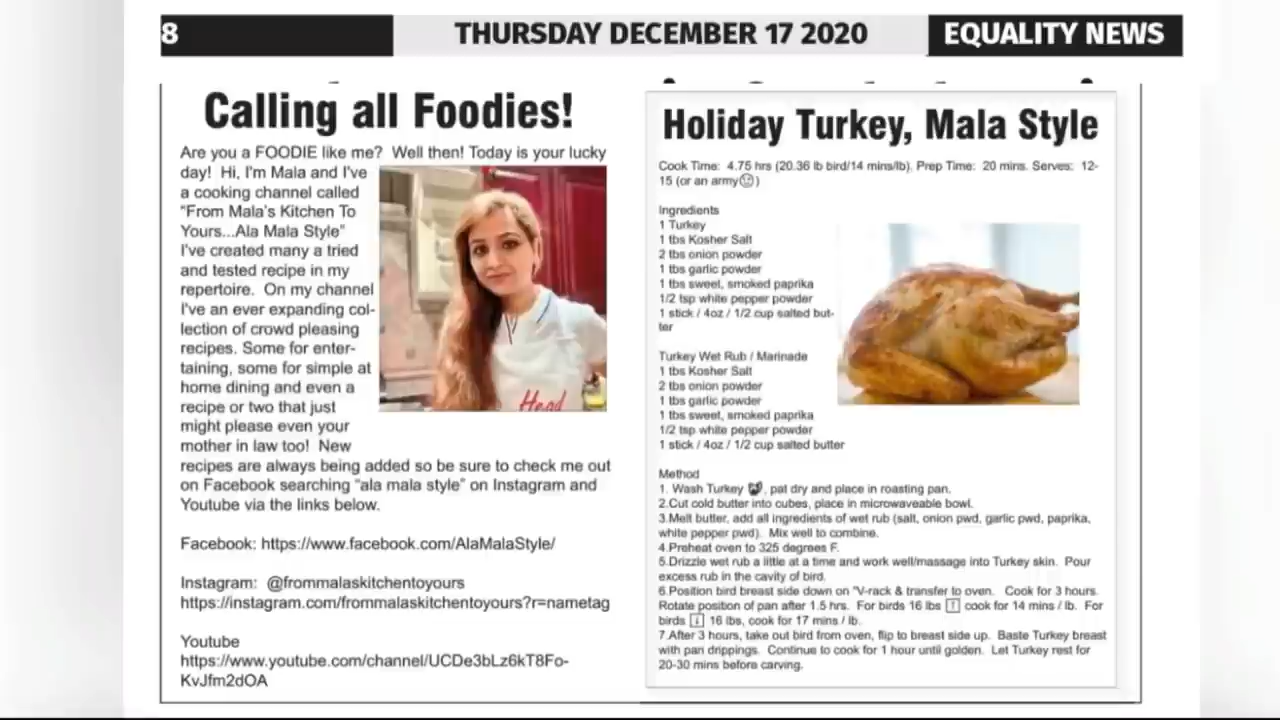 8
THURSDAY DECEMBER 17 2020
EQUALITY NEWS
Calling all Foodies!
Are you a FOODIE like me? Well then! Today is your lucky
day! Hi, I'm Mala and I've
a cooking channel called
"From Mala's Kitchen To
Yours...Ala Mala Style"
I've created many a tried
and tested recipe in my
repertoire. On my channel
I've an ever expanding col-
lection of crowd pleasing
recipes. Some for enter-
taining, some for simple at
home dining and even a
recipe or two that just
might please even your
mother in law too! New
recipes are always being added so be sure to check me out
on Facebook searching "ala mala style" on Instagram and
Youtube via the links below.
Facebook: https://www.facebook.com/AlaMalaStyle/
Instagram: @frommalaskitchentoyours
https://instagram.com/frommalaskitchentoyours?r=nametag
Youtube
https://www.youtube.com/channel/UCDe3bLz6kT8Fo-
KvJfm2dOA
Head
Holiday Turkey, Mala Style
Cook Time: 4.75 hrs (20.36 lb bird/14 mins/lb). Prep Time: 20 mins. Serves: 12-
15 (or an army😉)
Ingredients
1 Turkey
1 tbs Kosher Salt
2 tbs onion powder
1 tbs garlic powder
1 tbs sweet, smoked paprika
1/2 tsp white pepper powder
1 stick / 4oz / 1/2 cup salted but-
ter
Turkey Wet Rub / Marinade
1 tbs Kosher Salt
2 tbs onion powder
1 tbs garlic powder
1 tbs sweet, smoked paprika
1/2 tsp white pepper powder
1 stick / 4oz / 1/2 cup salted butter
Method
1. Wash Turkey 🦃, pat dry and place in roasting pan.
2.Cut cold butter into cubes, place in microwaveable bowl.
3.Melt butter, add all ingredients of wet rub (salt, onion pwd, garlic pwd, paprika,
white pepper pwd). Mix well to combine.
4.Preheat oven to 325 degrees F.
5.Drizzle wet rub a little at a time and work well/massage into Turkey skin. Pour
excess rub in the cavity of bird.
6.Position bird breast side down on "V-rack & transfer to oven. Cook for 3 hours.
Rotate position of pan after 1.5 hrs. For birds 16 lbs ⬆ cook for 14 mins / lb. For
birds ⬇ 16 lbs, cook for 17 mins / lb.
7.After 3 hours, take out bird from oven, flip to breast side up. Baste Turkey breast
with pan drippings. Continue to cook for 1 hour until golden. Let Turkey rest for
20-30 mins before carving.